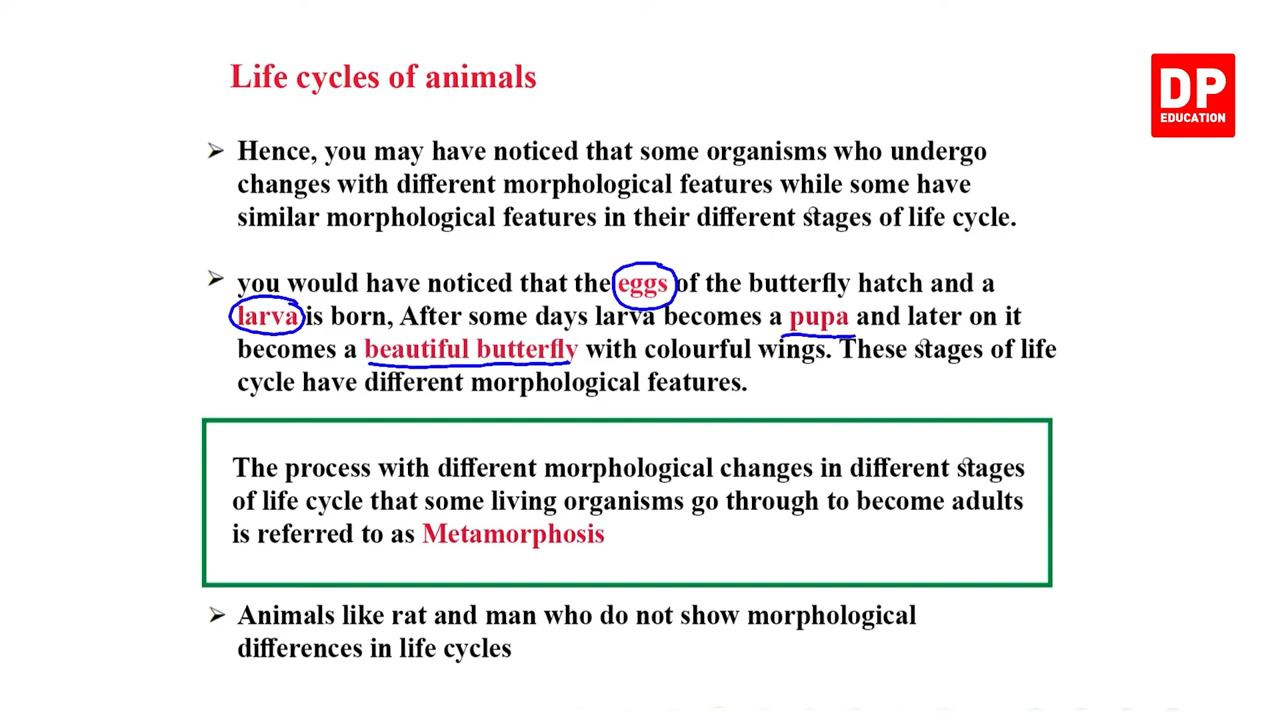 Life cycles of animals
DP
EDUCATION
Hence, you may have noticed that some organisms who undergo
changes with different morphological features while some have
similar morphological features in their different stages of life cycle.
you would have noticed that the eggs of the butterfly hatch and a
larva is born, After some days larva becomes a pupa and later on it
becomes a beautiful butterfly with colourful wings. These stages of life
cycle have different morphological features.
The process with different morphological changes in different stages
of life cycle that some living organisms go through to become adults
is referred to as Metamorphosis
Animals like rat and man who do not show morphological
differences in life cycles